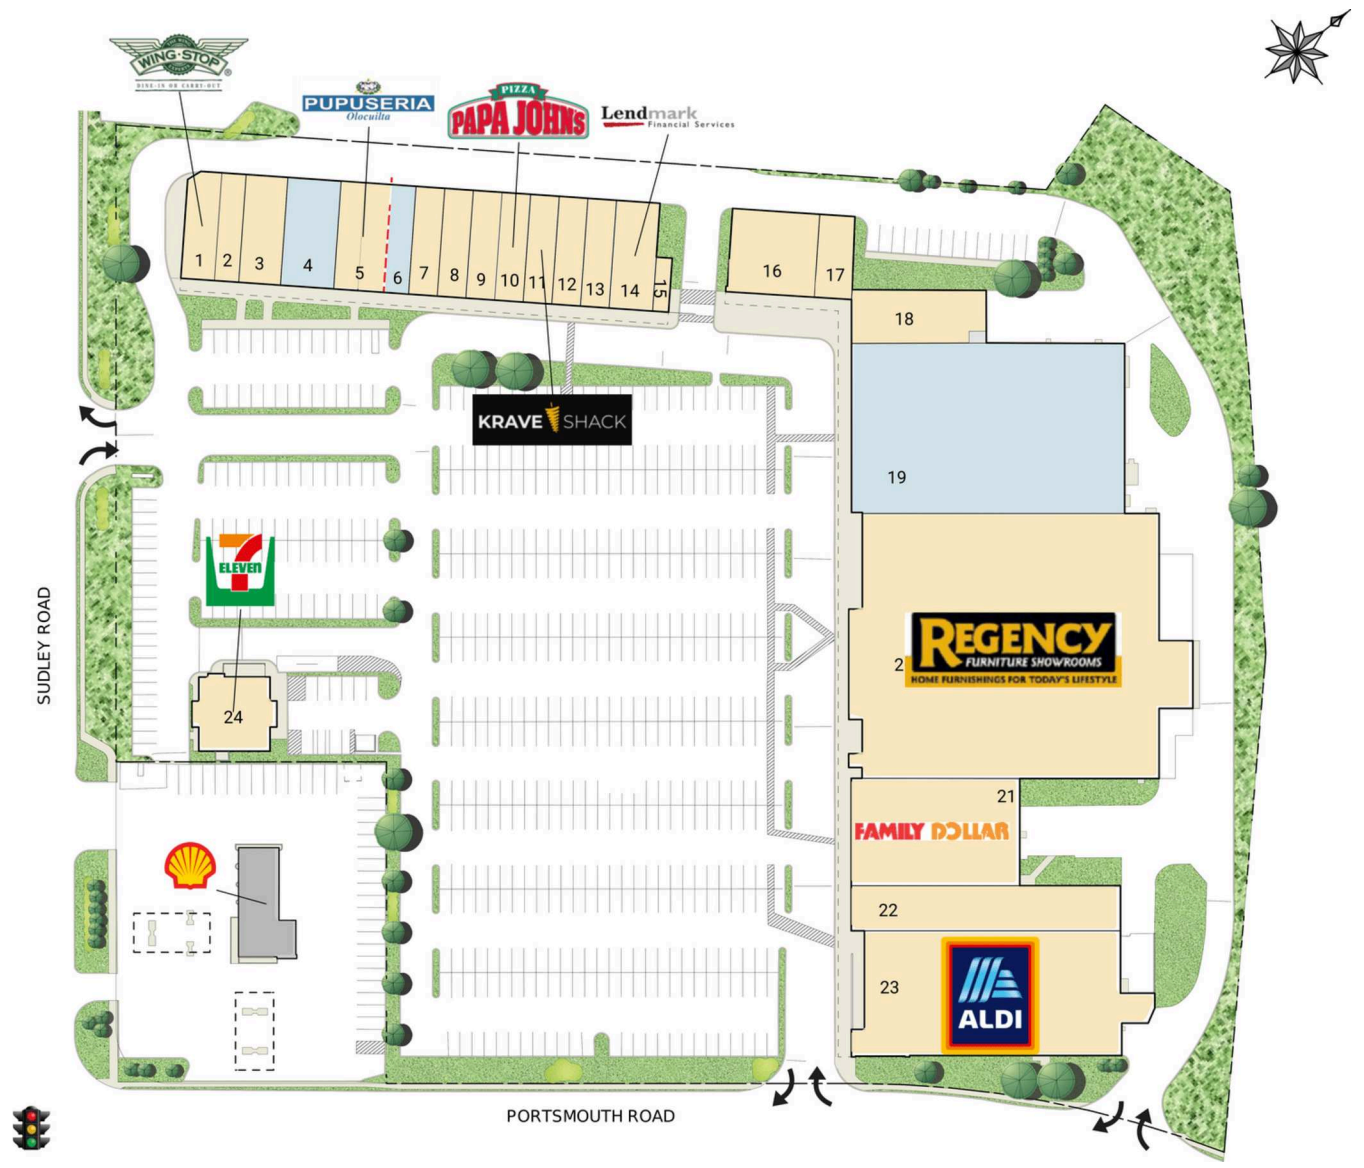 WING·STOP
DINE-IN OR CARRY-OUT
PUPUSERIA
Olocuilta
PIZZA
PAPA JOHNS
Lendmark
Financial Services
1
2
3
4
5
6
7
8
9
10
11
12
13
14
15
16
17
18
19
KRAVE SHACK
7
ELEVEN
24
REGENCY
FURNITURE SHOWROOMS
HOME FURNISHINGS FOR TODAY'S LIFESTYLE
2
21
FAMILY DOLLAR
22
23
ALDI
SUDLEY ROAD
PORTSMOUTH ROAD